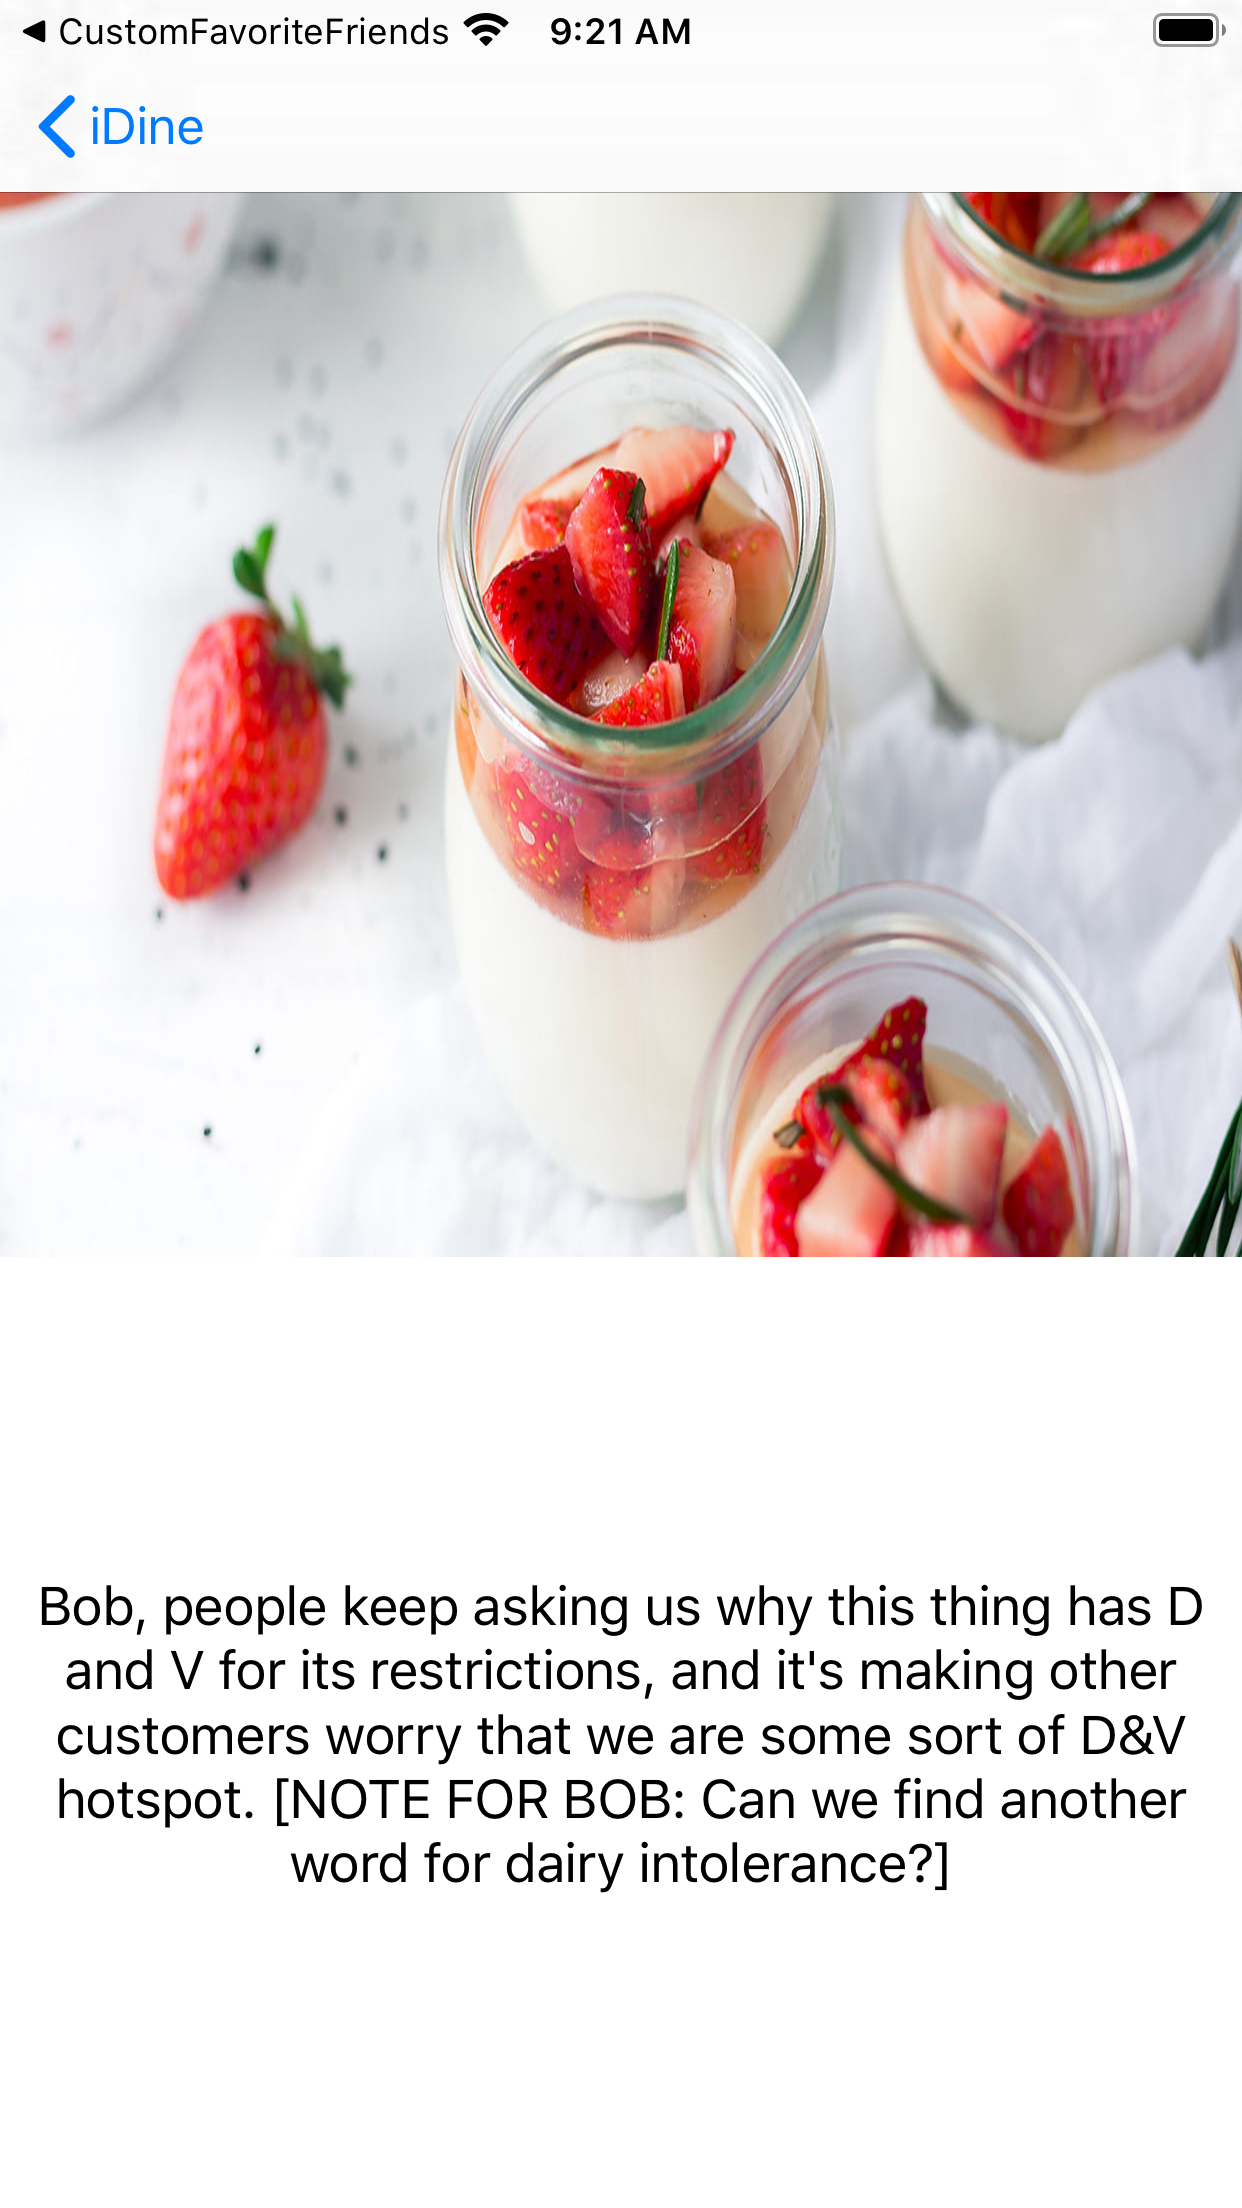 CustomFavoriteFriends 9:21 AM
iDine
Bob, people keep asking us why this thing has D
and V for its restrictions, and it's making other
customers worry that we are some sort of D&V
hotspot. [NOTE FOR BOB: Can we find another
word for dairy intolerance?]